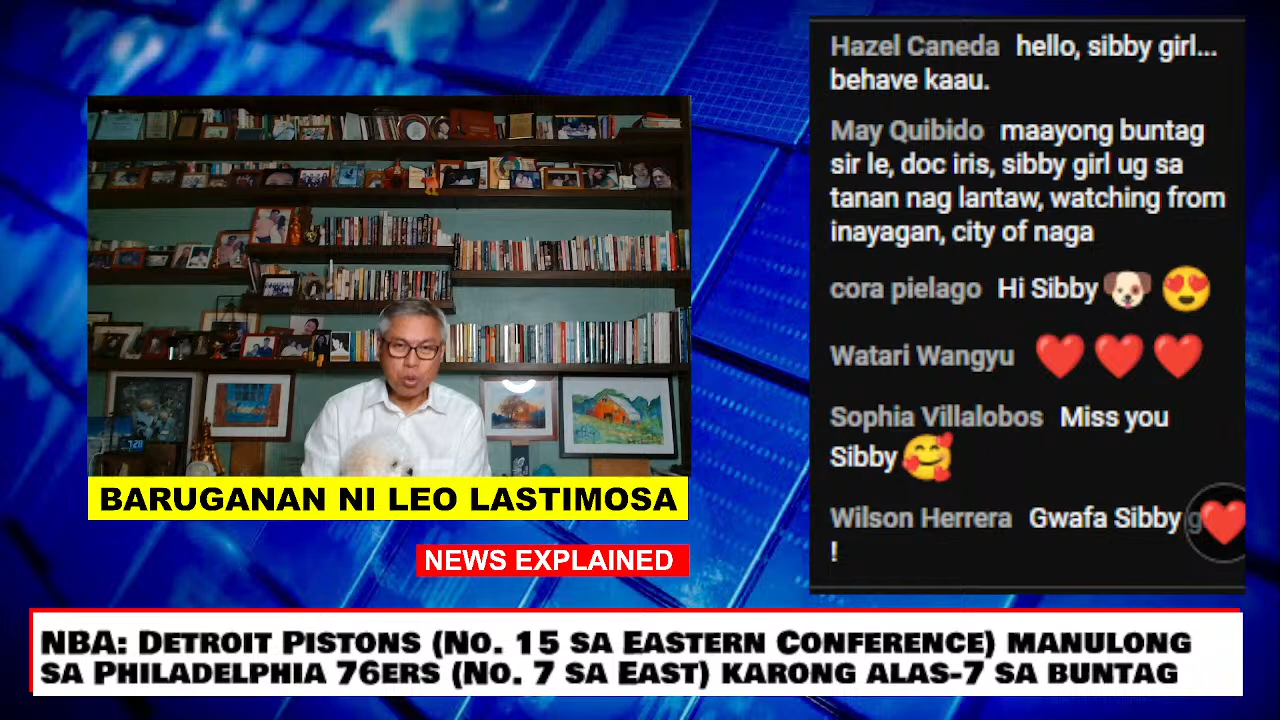 Hazel Caneda hello, sibby girl...
behave kaau.
May Quibido maayong buntag
sir le, doc iris, sibby girl ug sa
tanan nag lantaw, watching from
inayagan, city of naga
cora pielago Hi Sibby 🐶 😍
Watari Wangyu ❤️ ❤️ ❤️
Sophia Villalobos Miss you
Sibby 🥰
Wilson Herrera Gwafa Sibby g
!
BARUGANAN NI LEO LASTIMOSA
NEWS EXPLAINED
NBA: DETROIT PISTONS (NO. 15 SA EASTERN CONFERENCE) MANULONG
SA PHILADELPHIA 76ERS (NO. 7 SA EAST) KARONG ALAS-7 SA BUNTAG